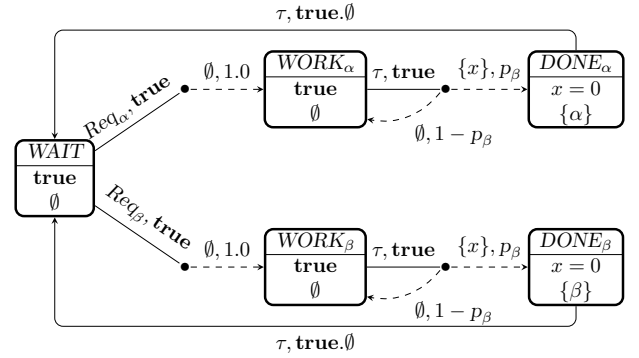 τ, true.∅
Req_α, true
∅, 1.0
WORK_α
true
∅
τ, true
{x}, p_β
∅, 1 − p_β
DONE_α
x = 0
{α}
WAIT
true
∅
Req_β, true
∅, 1.0
WORK_β
true
∅
τ, true
{x}, p_β
∅, 1 − p_β
DONE_β
x = 0
{β}
τ, true.∅